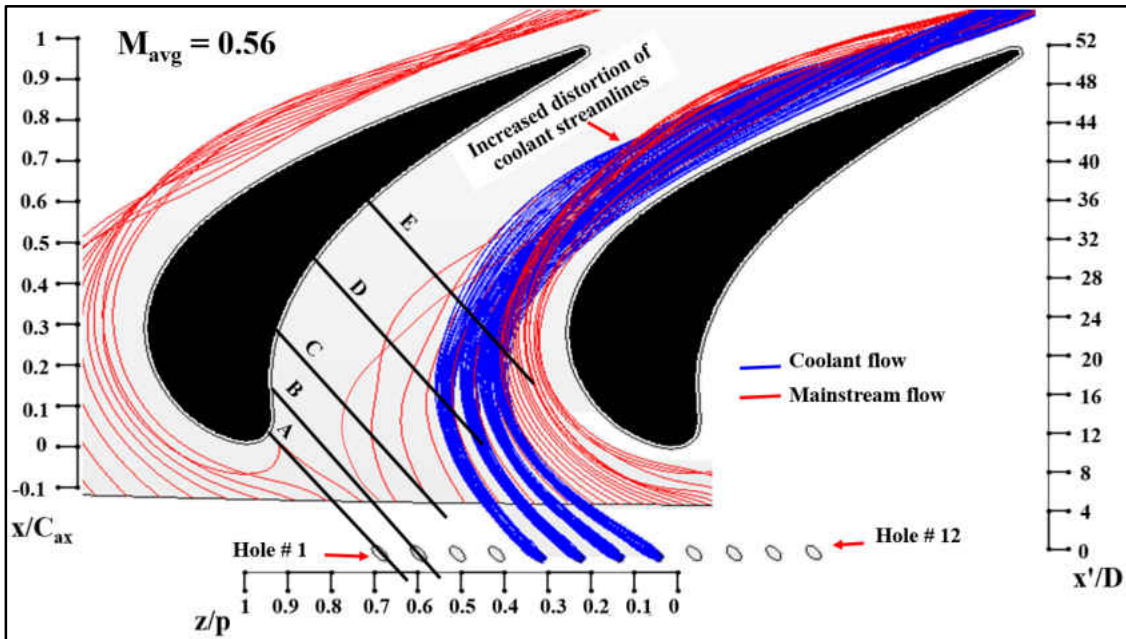 M_avg = 0.56
1
0.9
0.8
0.7
0.6
0.5
0.4
0.3
0.2
0.1
0
-0.1
x/C_ax
Increased distortion of
coolant streamlines
E
D
C
B
A
Coolant flow
Mainstream flow
Hole # 1
Hole # 12
52
48
44
40
36
32
28
24
20
16
12
8
4
0
x'/D
1 0.9 0.8 0.7 0.6 0.5 0.4 0.3 0.2 0.1 0
z/p